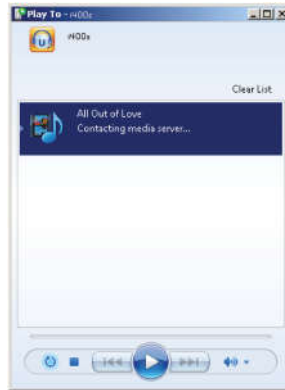 Play To - r400s
r400s
Clear List
All Out of Love
Contacting media server...